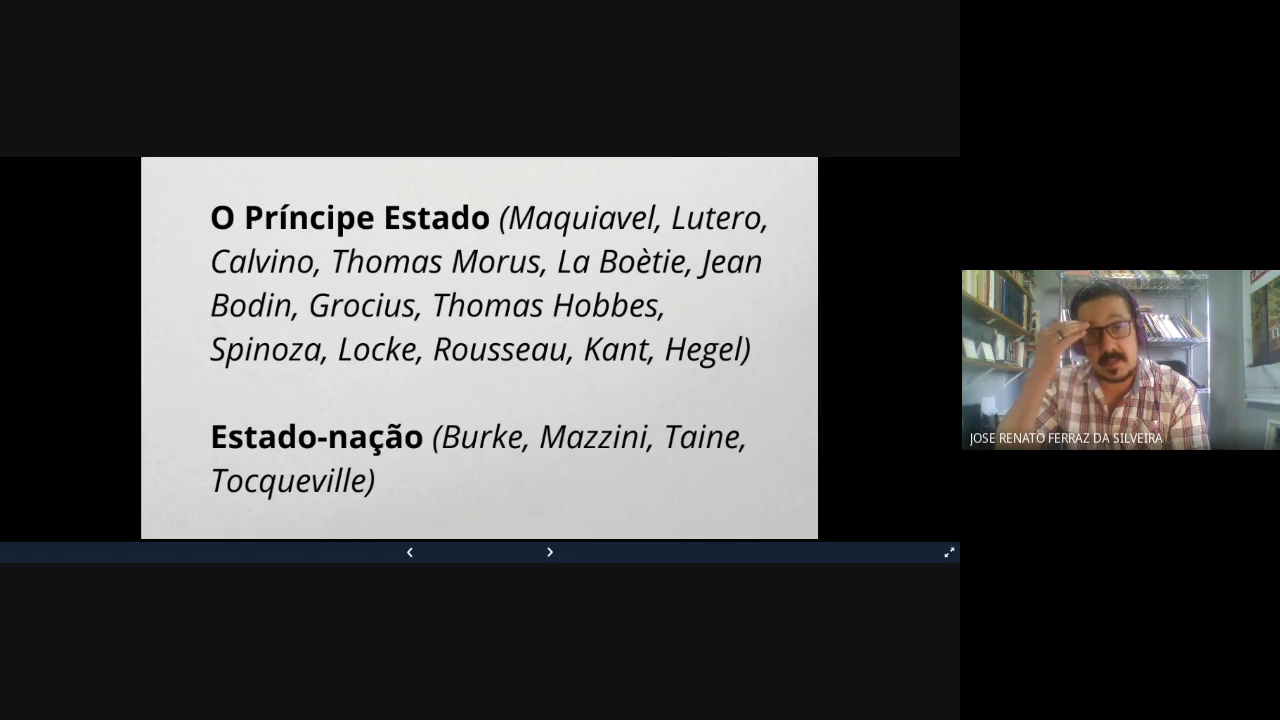 O Príncipe Estado (Maquiavel, Lutero,
Calvino, Thomas Morus, La Boètie, Jean
Bodin, Grocius, Thomas Hobbes,
Spinoza, Locke, Rousseau, Kant, Hegel)
Estado-nação (Burke, Mazzini, Taine,
Tocqueville)
JOSE RENATO FERRAZ DA SILVEIRA